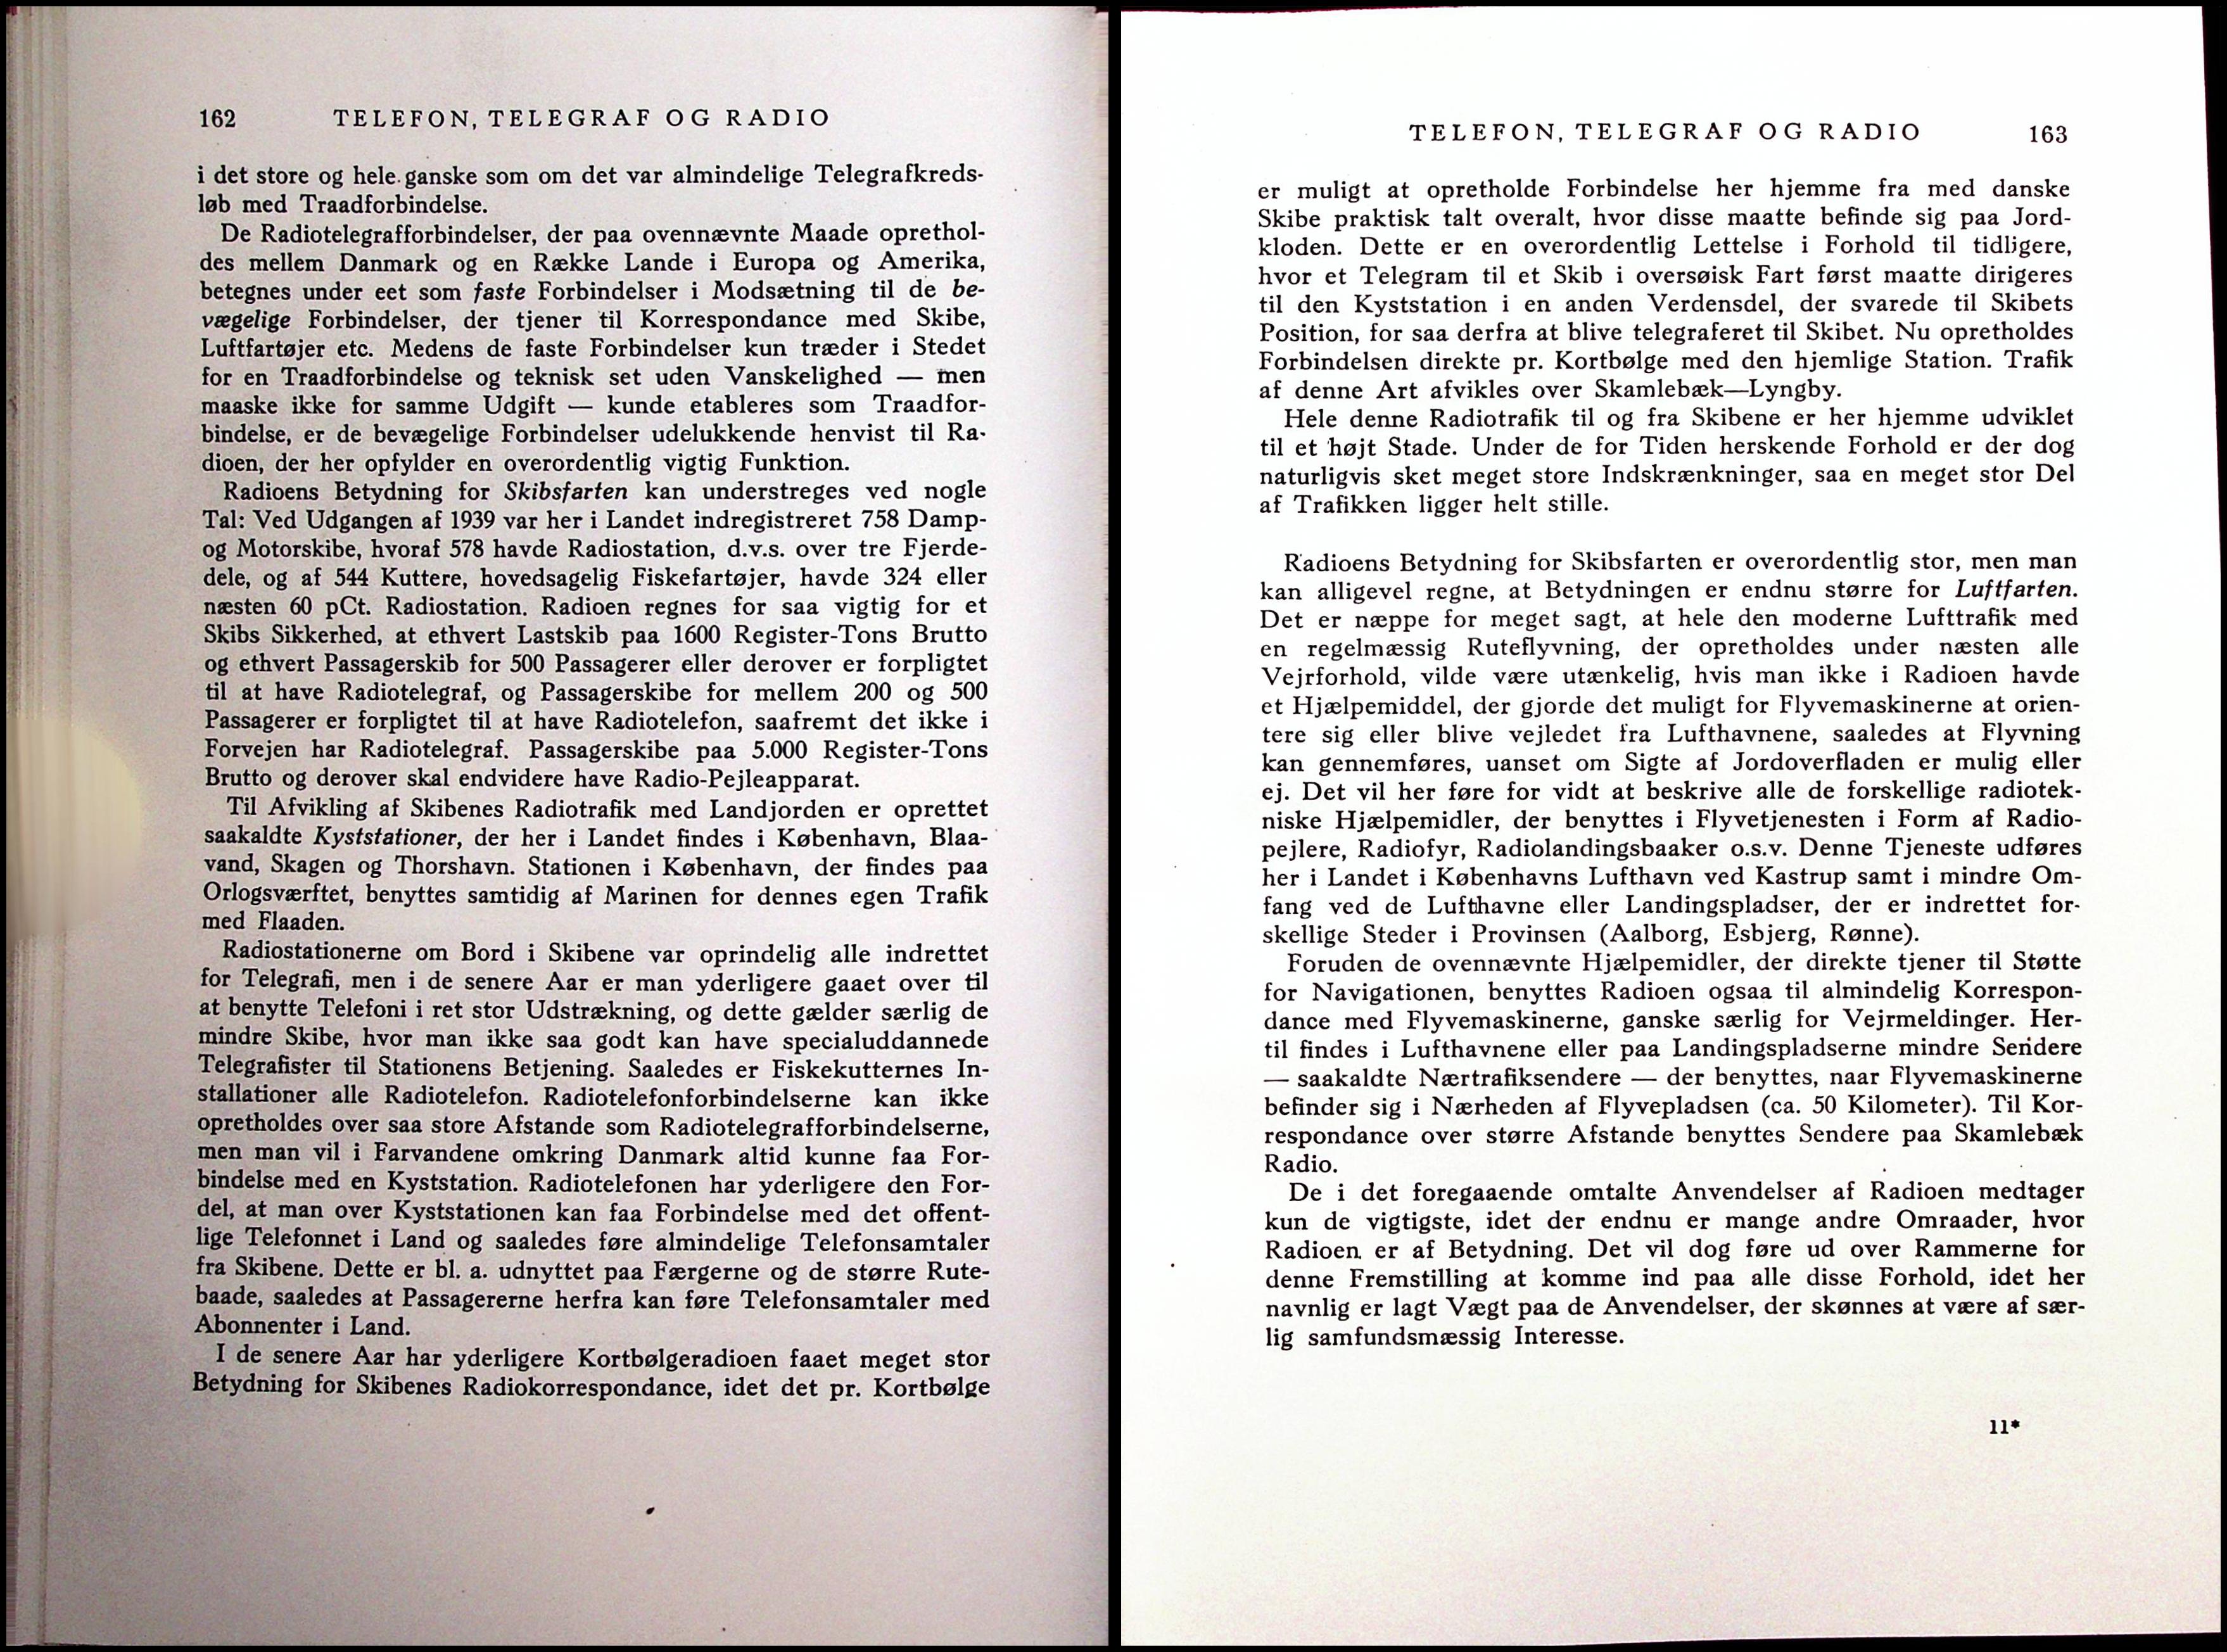 162 TELEFON, TELEGRAF OG RADIO
i det store og hele ganske som om det var almindelige Telegrafkreds-
løb med Traadforbindelse.
De Radiotelegrafforbindelser, der paa ovennævnte Maade oprethol-
des mellem Danmark og en Række Lande i Europa og Amerika,
betegnes under eet som faste Forbindelser i Modsætning til de be-
vægelige Forbindelser, der tjener til Korrespondance med Skibe,
Luftfartøjer etc. Medens de faste Forbindelser kun træder i Stedet
for en Traadforbindelse og teknisk set uden Vanskelighed — men
maaske ikke for samme Udgift — kunde etableres som Traadfor-
bindelse, er de bevægelige Forbindelser udelukkende henvist til Ra-
dioen, der her opfylder en overordentlig vigtig Funktion.
Radioens Betydning for Skibsfarten kan understreges ved nogle
Tal: Ved Udgangen af 1939 var her i Landet indregistreret 758 Damp-
og Motorskibe, hvoraf 578 havde Radiostation, d.v.s. over tre Fjerde-
dele, og af 544 Kuttere, hovedsagelig Fiskefartøjer, havde 324 eller
næsten 60 pCt. Radiostation. Radioen regnes for saa vigtig for et
Skibs Sikkerhed, at ethvert Lastskib paa 1600 Register-Tons Brutto
og ethvert Passagerskib for 500 Passagerer eller derover er forpligtet
til at have Radiotelegraf, og Passagerskibe for mellem 200 og 500
Passagerer er forpligtet til at have Radiotelefon, saafremt det ikke i
Forvejen har Radiotelegraf. Passagerskibe paa 5.000 Register-Tons
Brutto og derover skal endvidere have Radio-Pejleapparat.
Til Afvikling af Skibenes Radiotrafik med Landjorden er oprettet
saakaldte Kyststationer, der her i Landet findes i København, Blaa-
vand, Skagen og Thorshavn. Stationen i København, der findes paa
Orlogsværftet, benyttes samtidig af Marinen for dennes egen Trafik
med Flaaden.
Radiostationerne om Bord i Skibene var oprindelig alle indrettet
for Telegrafi, men i de senere Aar er man yderligere gaaet over til
at benytte Telefoni i ret stor Udstrækning, og dette gælder særlig de
mindre Skibe, hvor man ikke saa godt kan have specialuddannede
Telegrafister til Stationens Betjening. Saaledes er Fiskekutternes In-
stallationer alle Radiotelefon. Radiotelefonforbindelserne kan ikke
opretholdes over saa store Afstande som Radiotelegrafforbindelserne,
men man vil i Farvandene omkring Danmark altid kunne faa For-
bindelse med en Kyststation. Radiotelefonen har yderligere den For-
del, at man over Kyststationen kan faa Forbindelse med det offent-
lige Telefonnet i Land og saaledes føre almindelige Telefonsamtaler
fra Skibene. Dette er bl. a. udnyttet paa Færgerne og de større Rute-
baade, saaledes at Passagererne herfra kan føre Telefonsamtaler med
Abonnenter i Land.
I de senere Aar har yderligere Kortbølgeradioen faaet meget stor
Betydning for Skibenes Radiokorrespondance, idet det pr. Kortbølge
TELEFON, TELEGRAF OG RADIO 163
er muligt at opretholde Forbindelse her hjemme fra med danske
Skibe praktisk talt overalt, hvor disse maatte befinde sig paa Jord-
kloden. Dette er en overordentlig Lettelse i Forhold til tidligere,
hvor et Telegram til et Skib i oversøisk Fart først maatte dirigeres
til den Kyststation i en anden Verdensdel, der svarede til Skibets
Position, for saa derfra at blive telegraferet til Skibet. Nu opretholdes
Forbindelsen direkte pr. Kortbølge med den hjemlige Station. Trafik
af denne Art afvikles over Skamlebæk—Lyngby.
Hele denne Radiotrafik til og fra Skibene er her hjemme udviklet
til et højt Stade. Under de for Tiden herskende Forhold er der dog
naturligvis sket meget store Indskrænkninger, saa en meget stor Del
af Trafikken ligger helt stille.
Radioens Betydning for Skibsfarten er overordentlig stor, men man
kan alligevel regne, at Betydningen er endnu større for Luftfarten.
Det er næppe for meget sagt, at hele den moderne Lufttrafik med
en regelmæssig Ruteflyvning, der opretholdes under næsten alle
Vejrforhold, vilde være utænkelig, hvis man ikke i Radioen havde
et Hjælpemiddel, der gjorde det muligt for Flyvemaskinerne at orien-
tere sig eller blive vejledet fra Lufthavnene, saaledes at Flyvning
kan gennemføres, uanset om Sigte af Jordoverfladen er mulig eller
ej. Det vil her føre for vidt at beskrive alle de forskellige radiotek-
niske Hjælpemidler, der benyttes i Flyvetjenesten i Form af Radio-
pejlere, Radiofyr, Radiolandingsbaaker o.s.v. Denne Tjeneste udføres
her i Landet i Københavns Lufthavn ved Kastrup samt i mindre Om-
fang ved de Lufthavne eller Landingspladser, der er indrettet for-
skellige Steder i Provinsen (Aalborg, Esbjerg, Rønne).
Foruden de ovennævnte Hjælpemidler, der direkte tjener til Støtte
for Navigationen, benyttes Radioen ogsaa til almindelig Korrespon-
dance med Flyvemaskinerne, ganske særlig for Vejrmeldinger. Her-
til findes i Lufthavnene eller paa Landingspladserne mindre Sendere
— saakaldte Nærtrafiksendere — der benyttes, naar Flyvemaskinerne
befinder sig i Nærheden af Flyvepladsen (ca. 50 Kilometer). Til Kor-
respondance over større Afstande benyttes Sendere paa Skamlebæk
Radio.
De i det foregaaende omtalte Anvendelser af Radioen medtager
kun de vigtigste, idet der endnu er mange andre Omraader, hvor
Radioen er af Betydning. Det vil dog føre ud over Rammerne for
denne Fremstilling at komme ind paa alle disse Forhold, idet her
navnlig er lagt Vægt paa de Anvendelser, der skønnes at være af sær-
lig samfundsmæssig Interesse.
11*